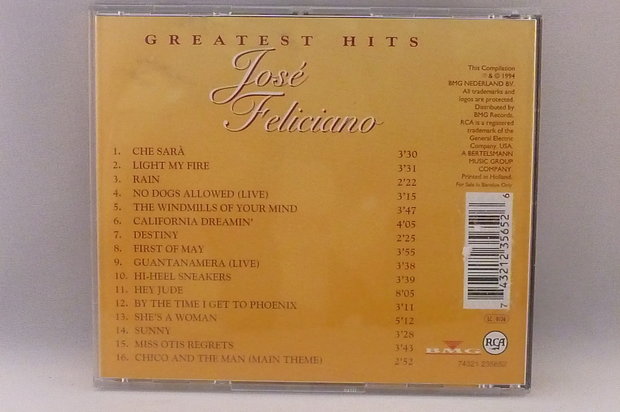 GREATEST HITS
José
Feliciano
This Compilation
℗ & © 1994
BMG NEDERLAND BV.
All trademarks and
logos are protected.
Distributed by
BMG Records.
RCA is a registered
trademark of the
General Electric
Company, USA.
A BERTELSMANN
MUSIC GROUP
COMPANY.
Printed in Holland.
For Sale In Benelux Only
1. CHE SARÀ 3'30
2. LIGHT MY FIRE 3'31
3. RAIN 2'22
4. NO DOGS ALLOWED (LIVE) 3'15
5. THE WINDMILLS OF YOUR MIND 3'47
6. CALIFORNIA DREAMIN' 4'05
7. DESTINY 2'25
8. FIRST OF MAY 3'55
9. GUANTANAMERA (LIVE) 3'38
10. HI-HEEL SNEAKERS 3'39
11. HEY JUDE 8'05
12. BY THE TIME I GET TO PHOENIX 3'11
13. SHE'S A WOMAN 5'12
14. SUNNY 3'28
15. MISS OTIS REGRETS 3'43
16. CHICO AND THE MAN (MAIN THEME) 2'52
7 43212 35652 6
BMG
RCA
74321 235652